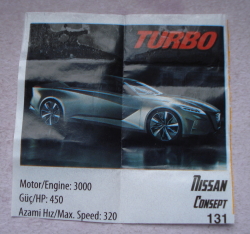 TURBO
Motor/Engine: 3000
Güç/HP: 450
Azami Hız/Max. Speed: 320
NISSAN
CONSEPT
131